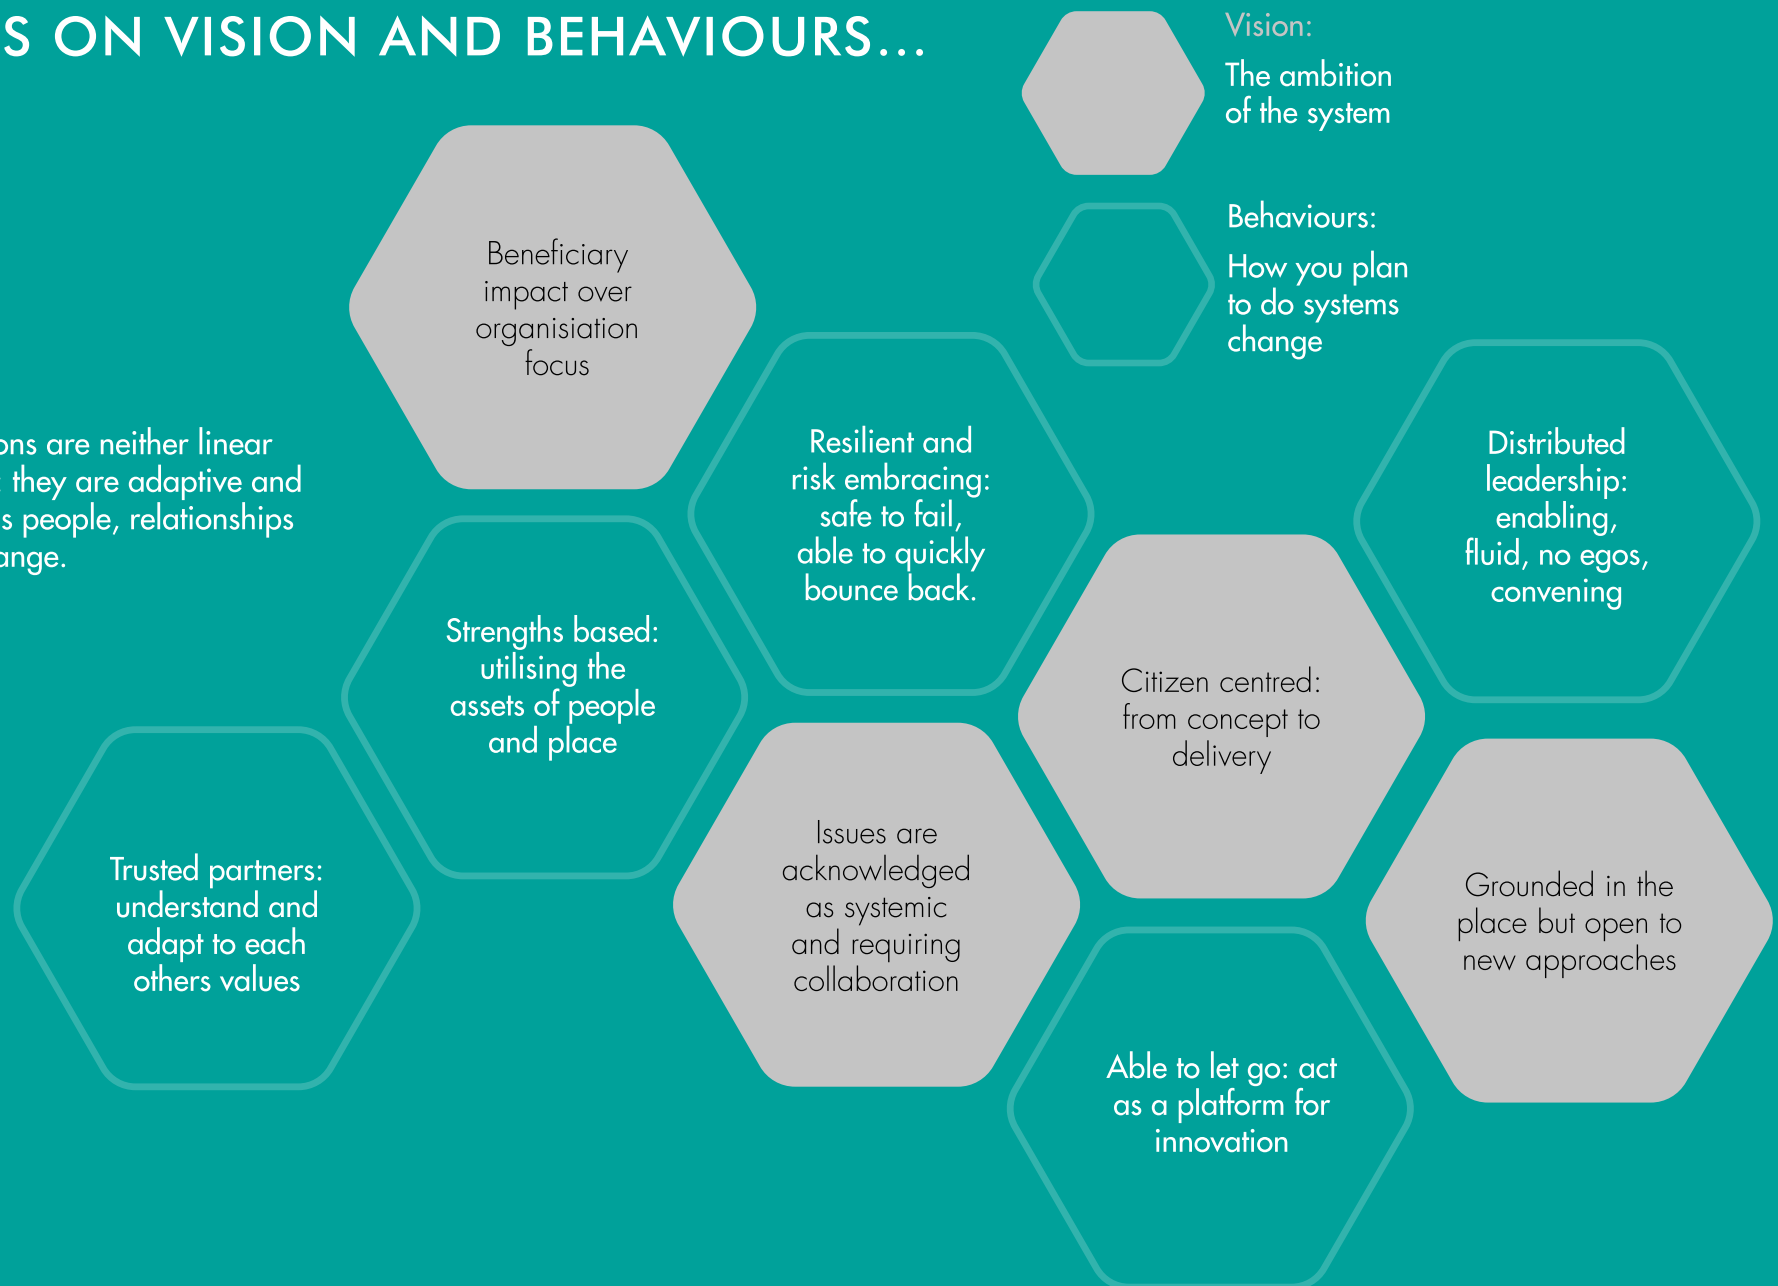 S ON VISION AND BEHAVIOURS...
Vision:
The ambition
of the system
Behaviours:
How you plan
to do systems
change
Beneficiary
impact over
organisiation
focus
ons are neither linear
: they are adaptive and
s people, relationships
ange.
Resilient and
risk embracing:
safe to fail,
able to quickly
bounce back.
Distributed
leadership:
enabling,
fluid, no egos,
convening
Strengths based:
utilising the
assets of people
and place
Citizen centred:
from concept to
delivery
Trusted partners:
understand and
adapt to each
others values
Issues are
acknowledged
as systemic
and requiring
collaboration
Grounded in the
place but open to
new approaches
Able to let go: act
as a platform for
innovation